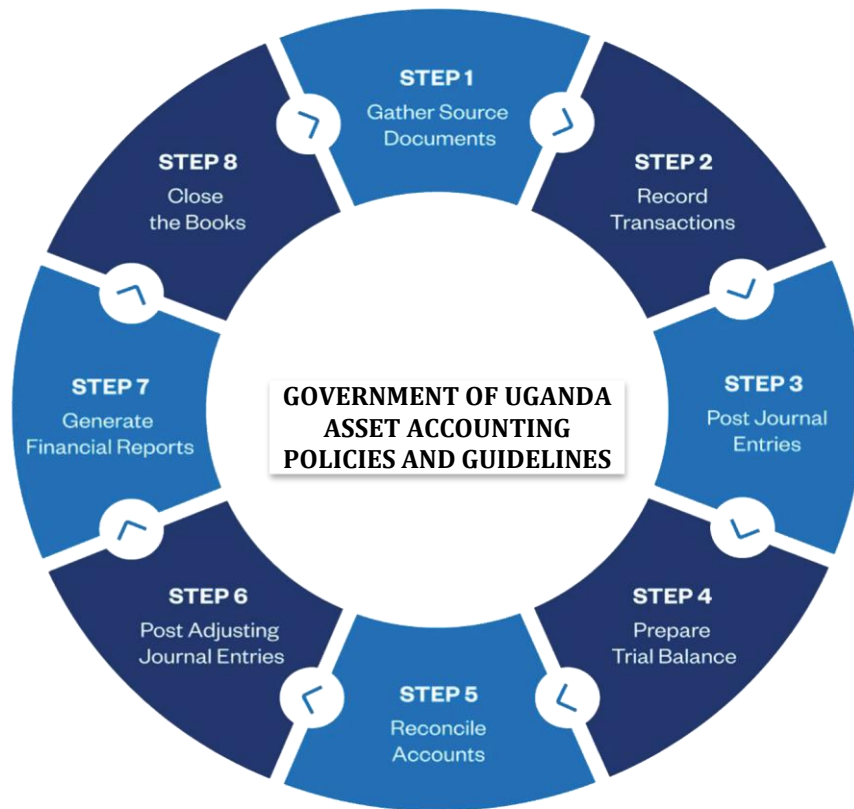 STEP 1
Gather Source
Documents
STEP 2
Record
Transactions
STEP 3
Post Journal
Entries
STEP 4
Prepare
Trial Balance
STEP 5
Reconcile
Accounts
STEP 6
Post Adjusting
Journal Entries
STEP 7
Generate
Financial Reports
STEP 8
Close
the Books
GOVERNMENT OF UGANDA
ASSET ACCOUNTING
POLICIES AND GUIDELINES